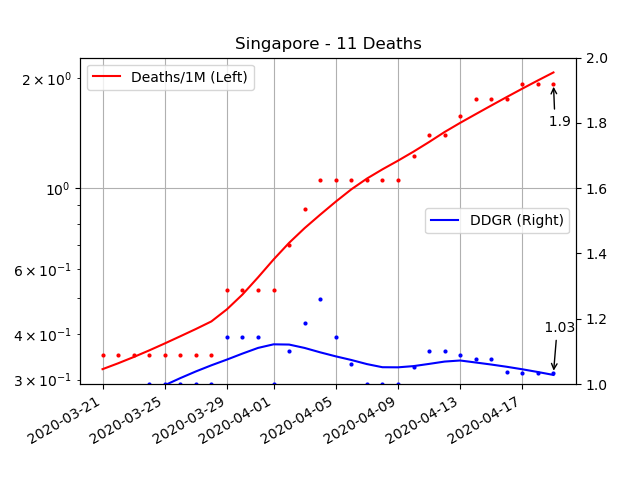 Singapore - 11 Deaths
Deaths/1M (Left)
DDGR (Right)
1.9
1.03
2 × 10⁰
10⁰
6 × 10⁻¹
4 × 10⁻¹
3 × 10⁻¹
2.0
1.8
1.6
1.4
1.2
1.0
2020-03-21
2020-03-25
2020-03-29
2020-04-01
2020-04-05
2020-04-09
2020-04-13
2020-04-17